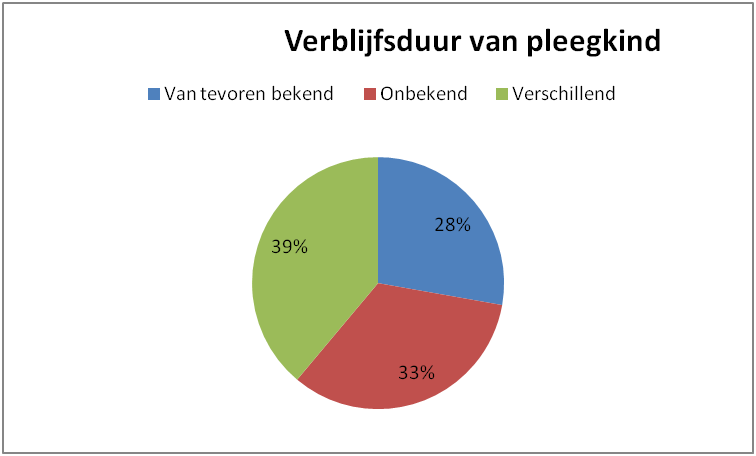 Verblijfsduur van pleegkind
Van tevoren bekend Onbekend Verschillend
28%
39%
33%